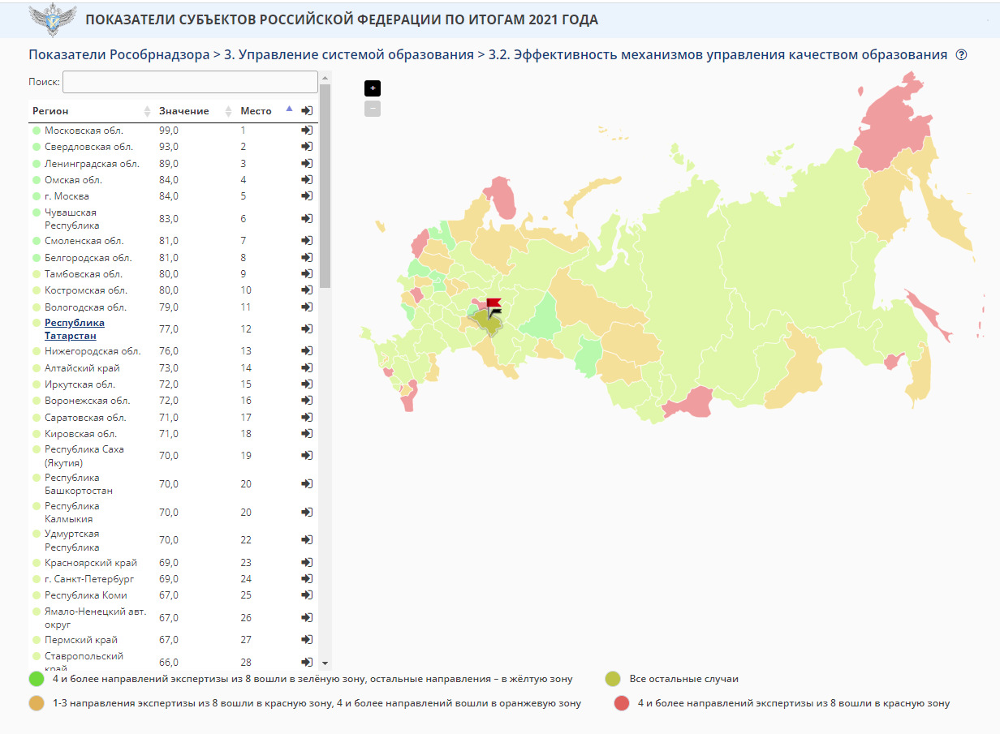 ПОКАЗАТЕЛИ СУБЪЕКТОВ РОССИЙСКОЙ ФЕДЕРАЦИИ ПО ИТОГАМ 2021 ГОДА
Показатели Рособрнадзора > 3. Управление системой образования > 3.2. Эффективность механизмов управления качеством образования ?
Поиск:
Регион Значение Место
Московская обл. 99,0 1
Свердловская обл. 93,0 2
Ленинградская обл. 89,0 3
Омская обл. 84,0 4
г. Москва 84,0 5
Чувашская
Республика 83,0 6
Смоленская обл. 81,0 7
Белгородская обл. 81,0 8
Тамбовская обл. 80,0 9
Костромская обл. 80,0 10
Вологодская обл. 79,0 11
Республика
Татарстан 77,0 12
Нижегородская обл. 76,0 13
Алтайский край 73,0 14
Иркутская обл. 72,0 15
Воронежская обл. 72,0 16
Саратовская обл. 71,0 17
Кировская обл. 71,0 18
Республика Саха
(Якутия) 70,0 19
Республика
Башкортостан 70,0 20
Республика
Калмыкия 70,0 20
Удмуртская
Республика 70,0 22
Красноярский край 69,0 23
г. Санкт-Петербург 69,0 24
Республика Коми 67,0 25
Ямало-Ненецкий авт.
округ 67,0 26
Пермский край 67,0 27
Ставропольский
край 66,0 28
+
−
4 и более направлений экспертизы из 8 вошли в зелёную зону, остальные направления – в жёлтую зону
Все остальные случаи
1-3 направления экспертизы из 8 вошли в красную зону, 4 и более направлений вошли в оранжевую зону
4 и более направлений экспертизы из 8 вошли в красную зону